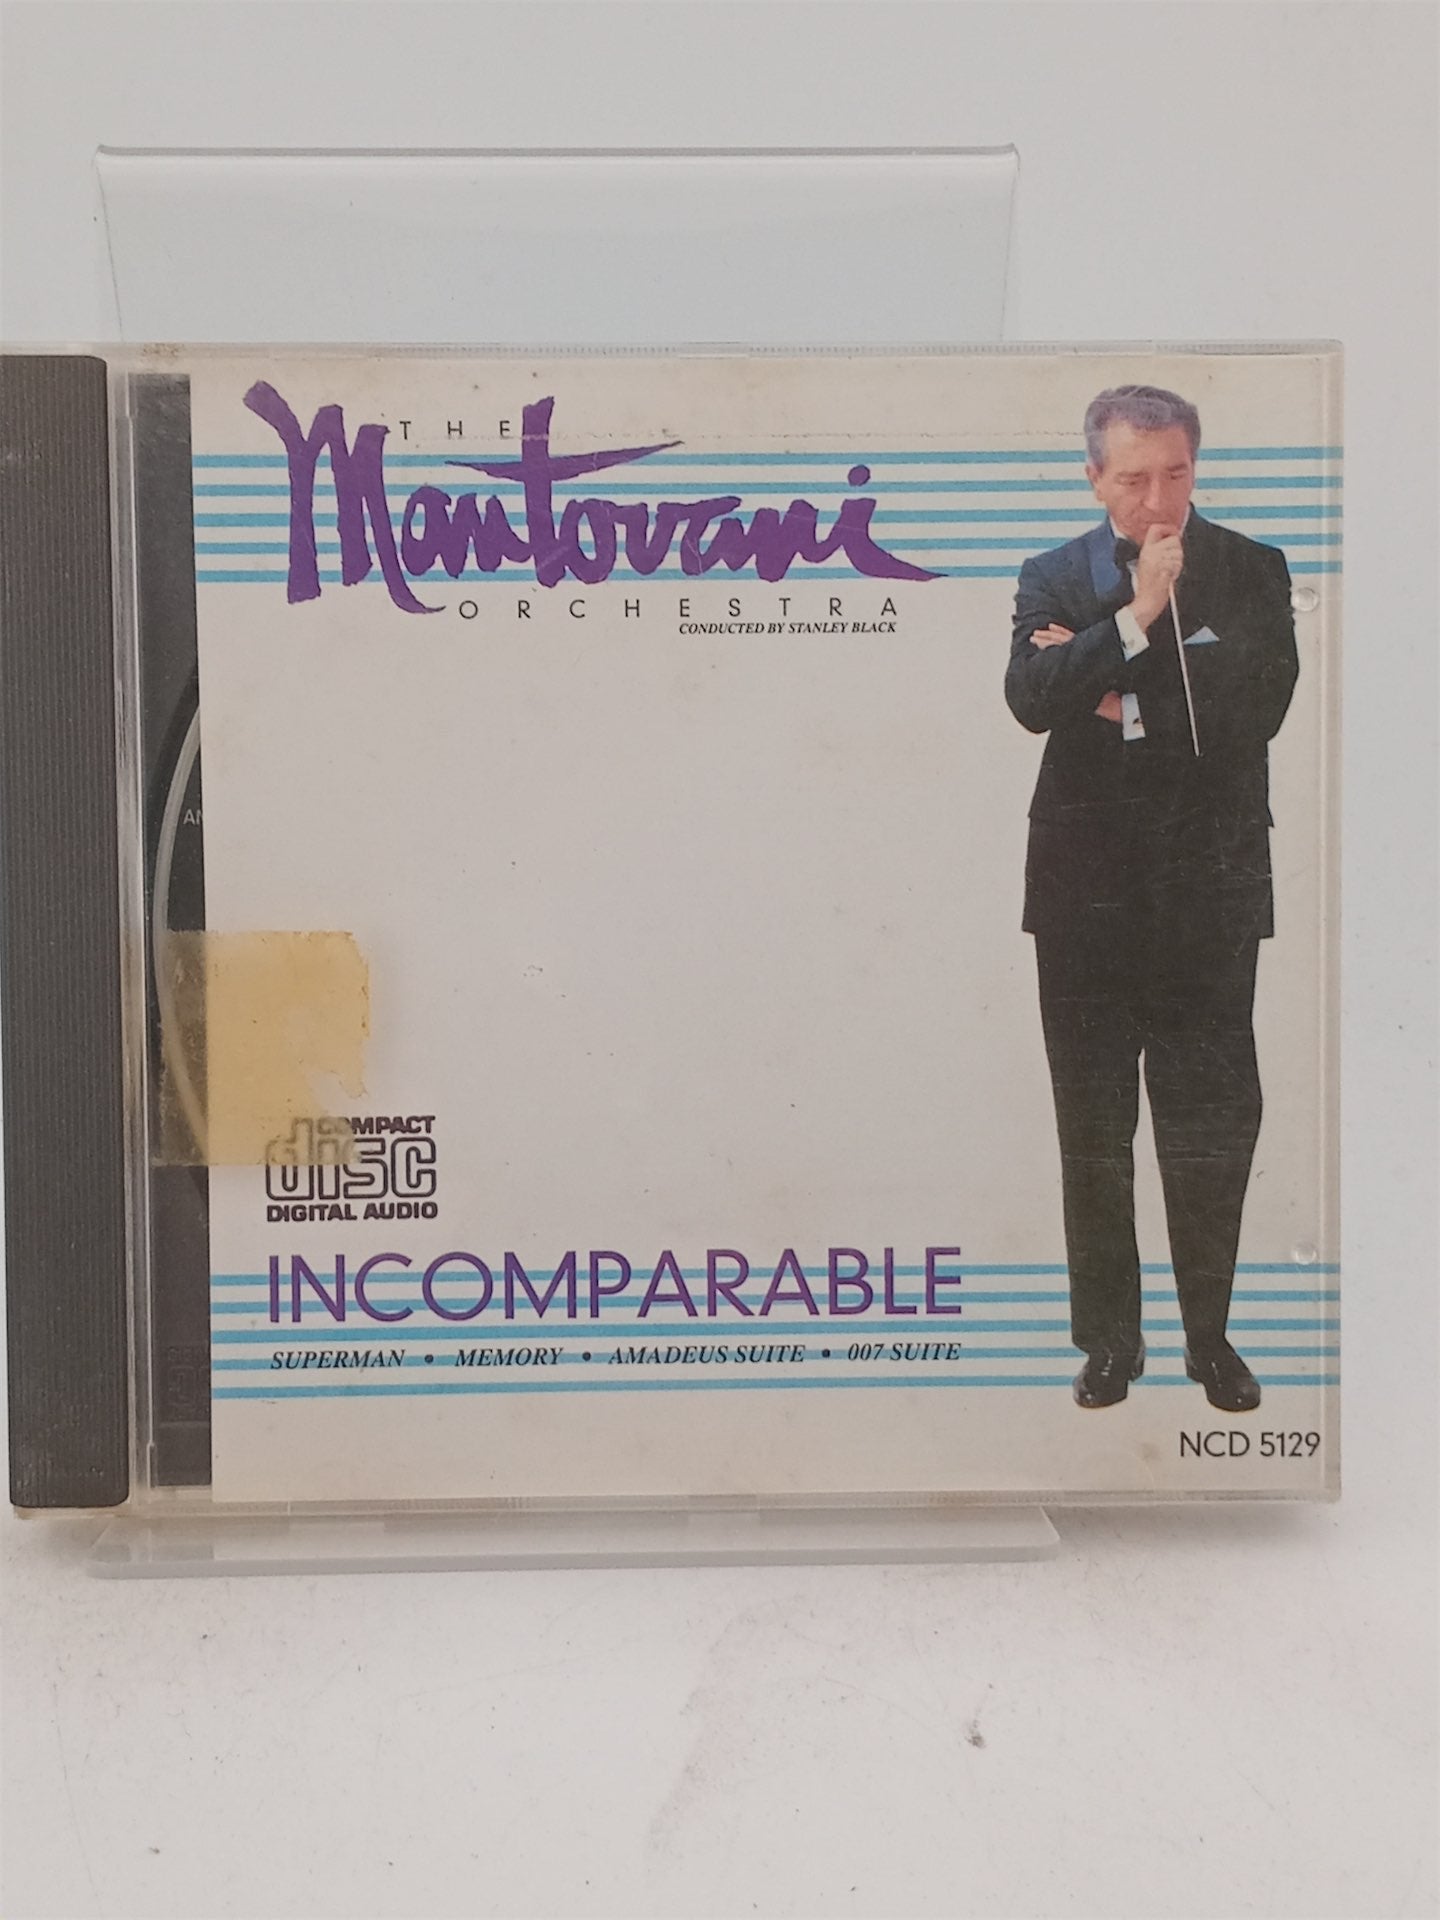 THE
Mantovani
ORCHESTRA
CONDUCTED BY STANLEY BLACK
COMPACT
disc
DIGITAL AUDIO
INCOMPARABLE
SUPERMAN • MEMORY • AMADEUS SUITE • 007 SUITE
NCD 5129